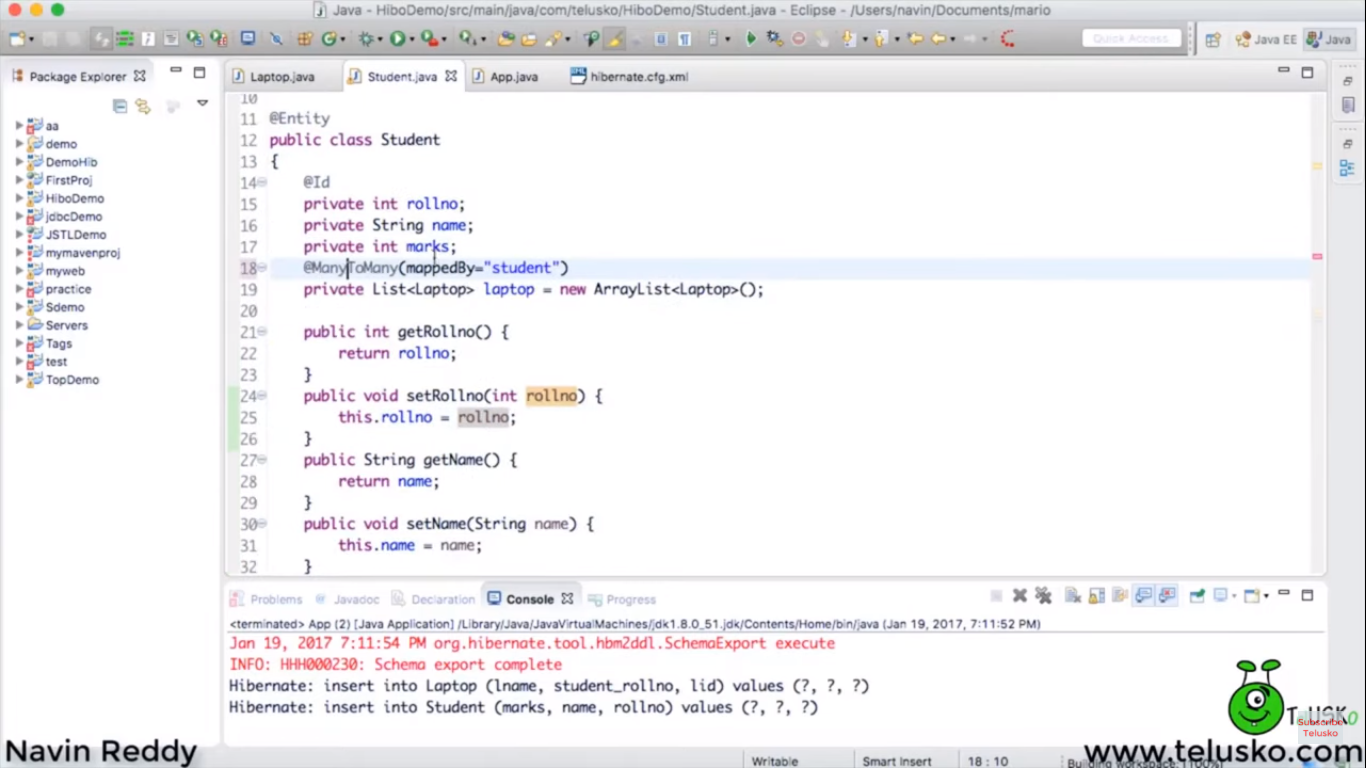 Java - HiboDemo/src/main/java/com/telusko/HiboDemo/Student.java - Eclipse - /Users/navin/Documents/mario
Quick Access
Java EE
Java
Package Explorer
Laptop.java
Student.java
App.java
hibernate.cfg.xml
aa
demo
DemoHib
FirstProj
HiboDemo
jdbcDemo
JSTLDemo
mymavenproj
myweb
practice
Sdemo
Servers
Tags
test
TopDemo
10
11 @Entity
12 public class Student
13 {
14 @Id
15 private int rollno;
16 private String name;
17 private int marks;
18 @ManyToMany(mappedBy="student")
19 private List<Laptop> laptop = new ArrayList<Laptop>();
20
21 public int getRollno() {
22 return rollno;
23 }
24 public void setRollno(int rollno) {
25 this.rollno = rollno;
26 }
27 public String getName() {
28 return name;
29 }
30 public void setName(String name) {
31 this.name = name;
32 }
Problems
Javadoc
Declaration
Console
Progress
<terminated> App (2) [Java Application] /Library/Java/JavaVirtualMachines/jdk1.8.0_51.jdk/Contents/Home/bin/java (Jan 19, 2017, 7:11:52 PM)
Jan 19, 2017 7:11:54 PM org.hibernate.tool.hbm2ddl.SchemaExport execute
INFO: HHH000230: Schema export complete
Hibernate: insert into Laptop (lname, student_rollno, lid) values (?, ?, ?)
Hibernate: insert into Student (marks, name, rollno) values (?, ?, ?)
Subscribe
Telusko
Navin Reddy
www.telusko.com
Writable
Smart Insert
18 : 10
Building workspace: (100%)